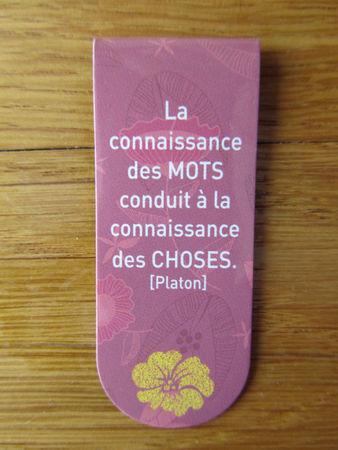 La
connaissance
des MOTS
conduit à la
connaissance
des CHOSES.
[Platon]